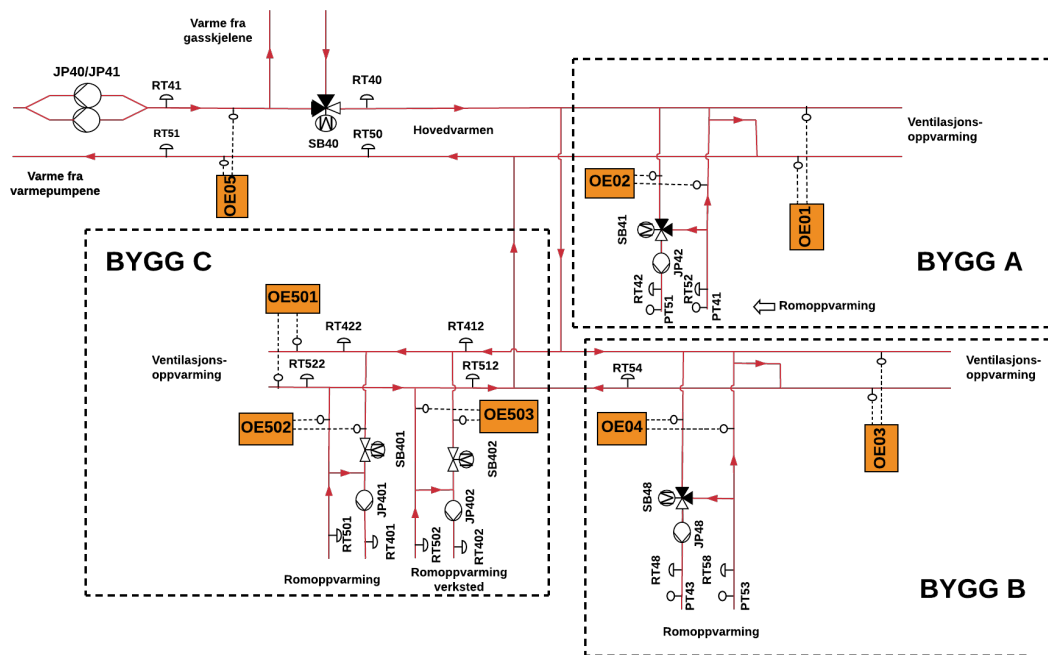 Varme fra
gasskjelene
JP40/JP41
RT41
RT40
SB40
Hovedvarmen
RT51
RT50
Varme fra
varmepumpene
OE05
Ventilasjons-
oppvarming
OE02
OE01
SB41
JP42
RT42
RT52
PT51
PT41
Romoppvarming
BYGG A
BYGG C
OE501
RT422
RT412
Ventilasjons-
oppvarming
RT522
RT512
OE502
OE503
SB401
SB402
JP401
JP402
RT501
RT401
RT502
RT402
Romoppvarming
Romoppvarming
verksted
RT54
Ventilasjons-
oppvarming
OE04
OE03
SB48
JP48
RT48
RT58
PT43
PT53
Romoppvarming
BYGG B